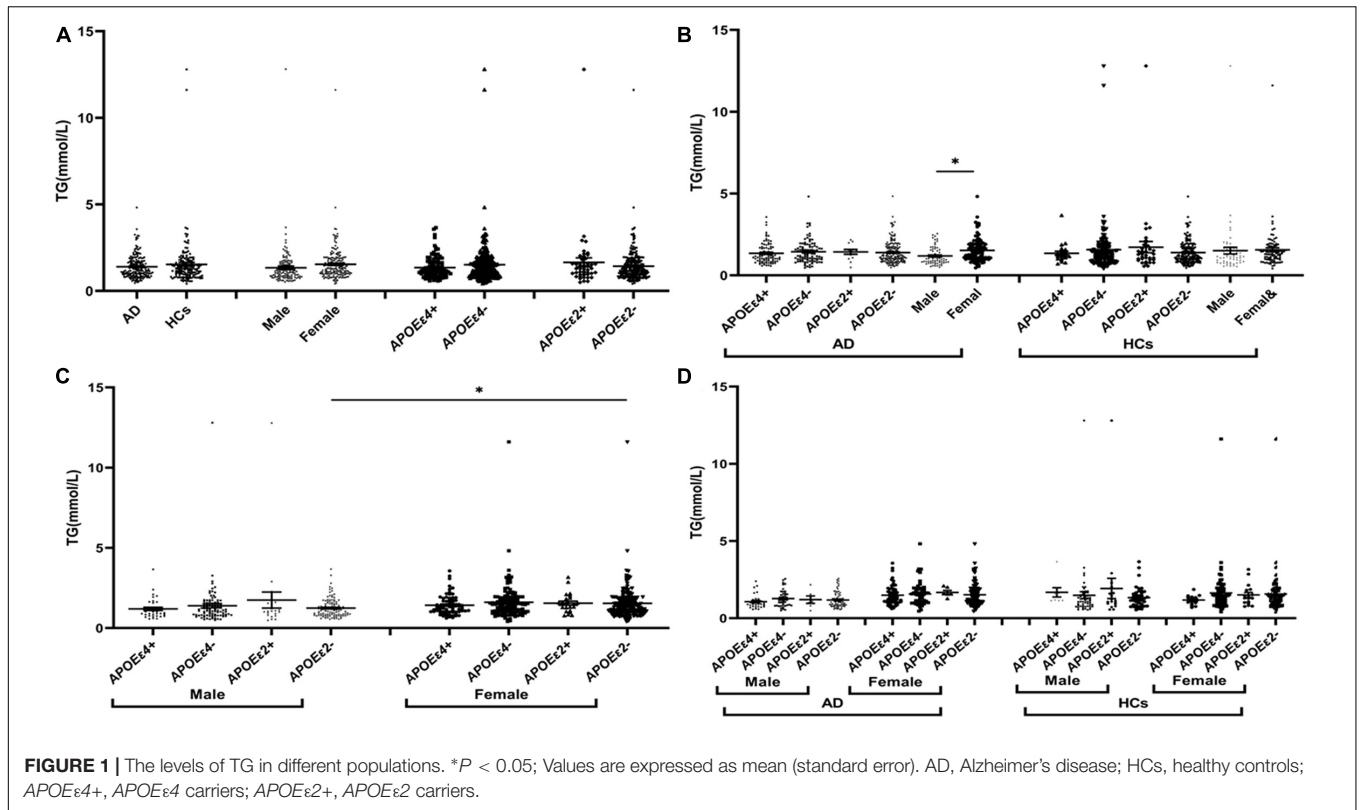 A
15
10
5
0
TG(mmol/L)
AD
HCs
Male
Female
APOEε4+
APOEε4-
APOEε2+
APOEε2-
B
15
10
5
0
TG(mmol/L)
*
APOEε4+
APOEε4-
APOEε2+
APOEε2-
Male
Femal
APOEε4+
APOEε4-
APOEε2+
APOEε2-
Male
Femal&
AD
HCs
C
15
10
5
0
TG(mmol/L)
*
APOEε4+
APOEε4-
APOEε2+
APOEε2-
APOEε4+
APOEε4-
APOEε2+
APOEε2-
Male
Female
D
15
10
5
0
TG(mmol/L)
APOEε4+
APOEε4-
APOEε2+
APOEε2-
APOEε4+
APOEε4-
APOEε2+
APOEε2-
APOEε4+
APOEε4-
APOEε2+
APOEε2-
APOEε4+
APOEε4-
APOEε2+
APOEε2-
Male
Female
Male
Female
AD
HCs
FIGURE 1 | The levels of TG in different populations. *P < 0.05; Values are expressed as mean (standard error). AD, Alzheimer's disease; HCs, healthy controls;
APOEε4+, APOEε4 carriers; APOEε2+, APOEε2 carriers.